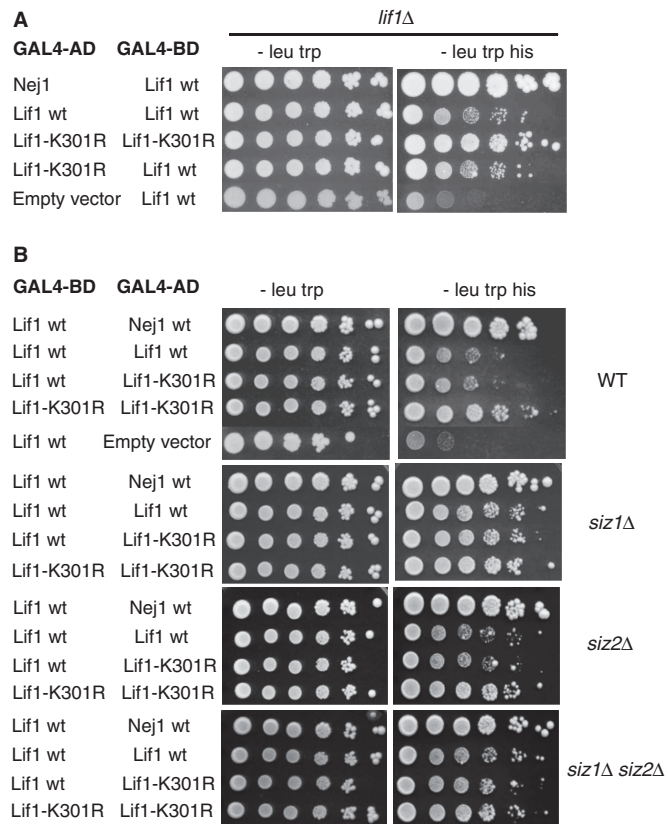 A
lif1Δ
GAL4-AD GAL4-BD - leu trp - leu trp his
Nej1 Lif1 wt
Lif1 wt Lif1 wt
Lif1-K301R Lif1-K301R
Lif1-K301R Lif1 wt
Empty vector Lif1 wt
B
GAL4-BD GAL4-AD - leu trp - leu trp his
Lif1 wt Nej1 wt
Lif1 wt Lif1 wt
Lif1 wt Lif1-K301R
WT
Lif1-K301R Lif1-K301R
Lif1 wt Empty vector
Lif1 wt Nej1 wt
Lif1 wt Lif1 wt
siz1Δ
Lif1 wt Lif1-K301R
Lif1-K301R Lif1-K301R
Lif1 wt Nej1 wt
Lif1 wt Lif1 wt
siz2Δ
Lif1 wt Lif1-K301R
Lif1-K301R Lif1-K301R
Lif1 wt Nej1 wt
Lif1 wt Lif1 wt
siz1Δ siz2Δ
Lif1 wt Lif1-K301R
Lif1-K301R Lif1-K301R